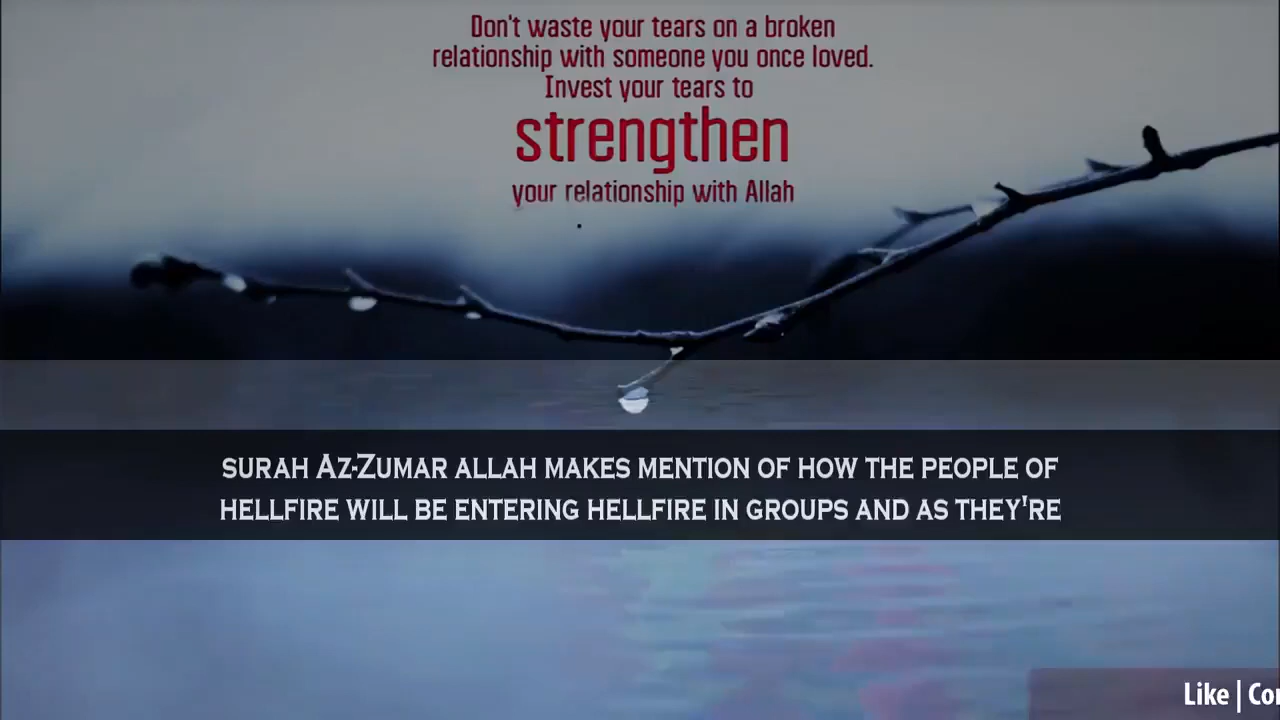 Don't waste your tears on a broken
relationship with someone you once loved.
Invest your tears to
strengthen
your relationship with Allah
SURAH AZ-ZUMAR ALLAH MAKES MENTION OF HOW THE PEOPLE OF
HELLFIRE WILL BE ENTERING HELLFIRE IN GROUPS AND AS THEY'RE
Like |